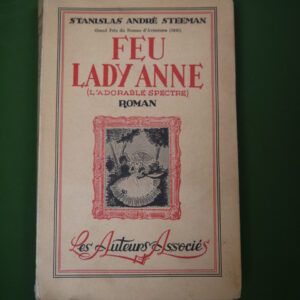 STANISLAS ANDRÉ STEEMAN
Grand Prix du Roman d'Aventures (1931)
FEU
LADY ANNE
(L'ADORABLE SPECTRE)
ROMAN
Les Auteurs Associés